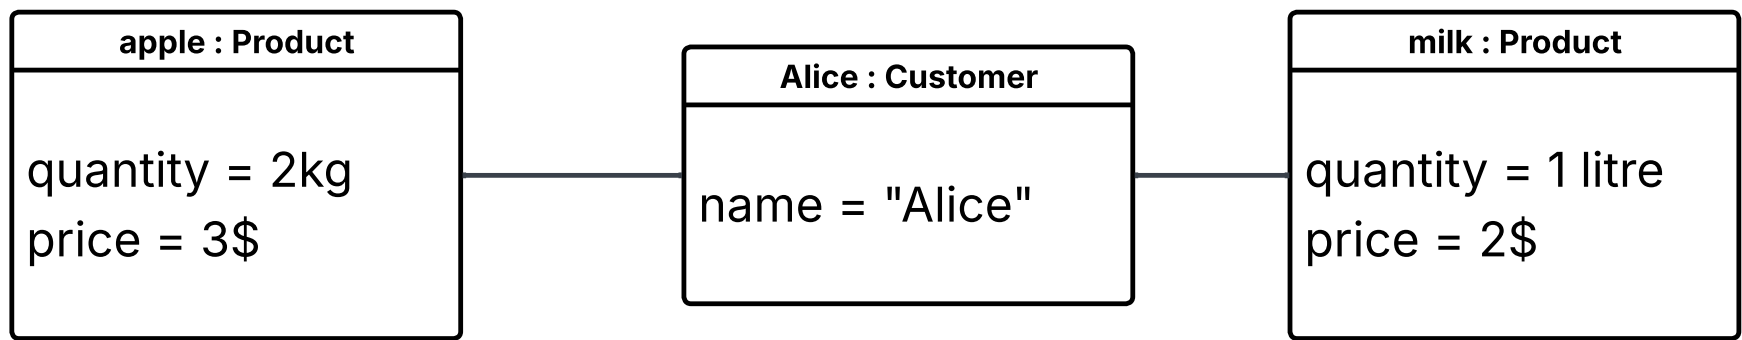 apple : Product
quantity = 2kg
price = 3$
Alice : Customer
name = "Alice"
milk : Product
quantity = 1 litre
price = 2$